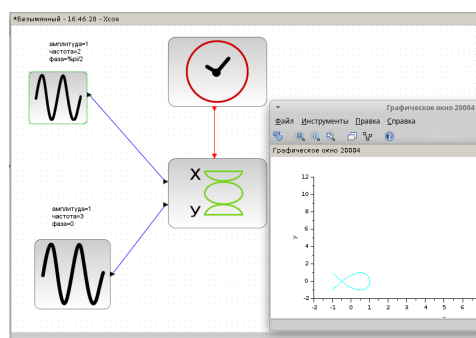 *Безымянный - 16:46:28 - Xcos
амплитуда=1
частота=2
фаза=%pi/2
X
У
амплитуда=1
частота=3
фаза=0
Графическое окно 20004
Файл Инструменты Правка Справка
Графическое окно 20004
12
10
8
6
4
2
0
-2
y
-2 -1 0 1 2 3 4 5 6